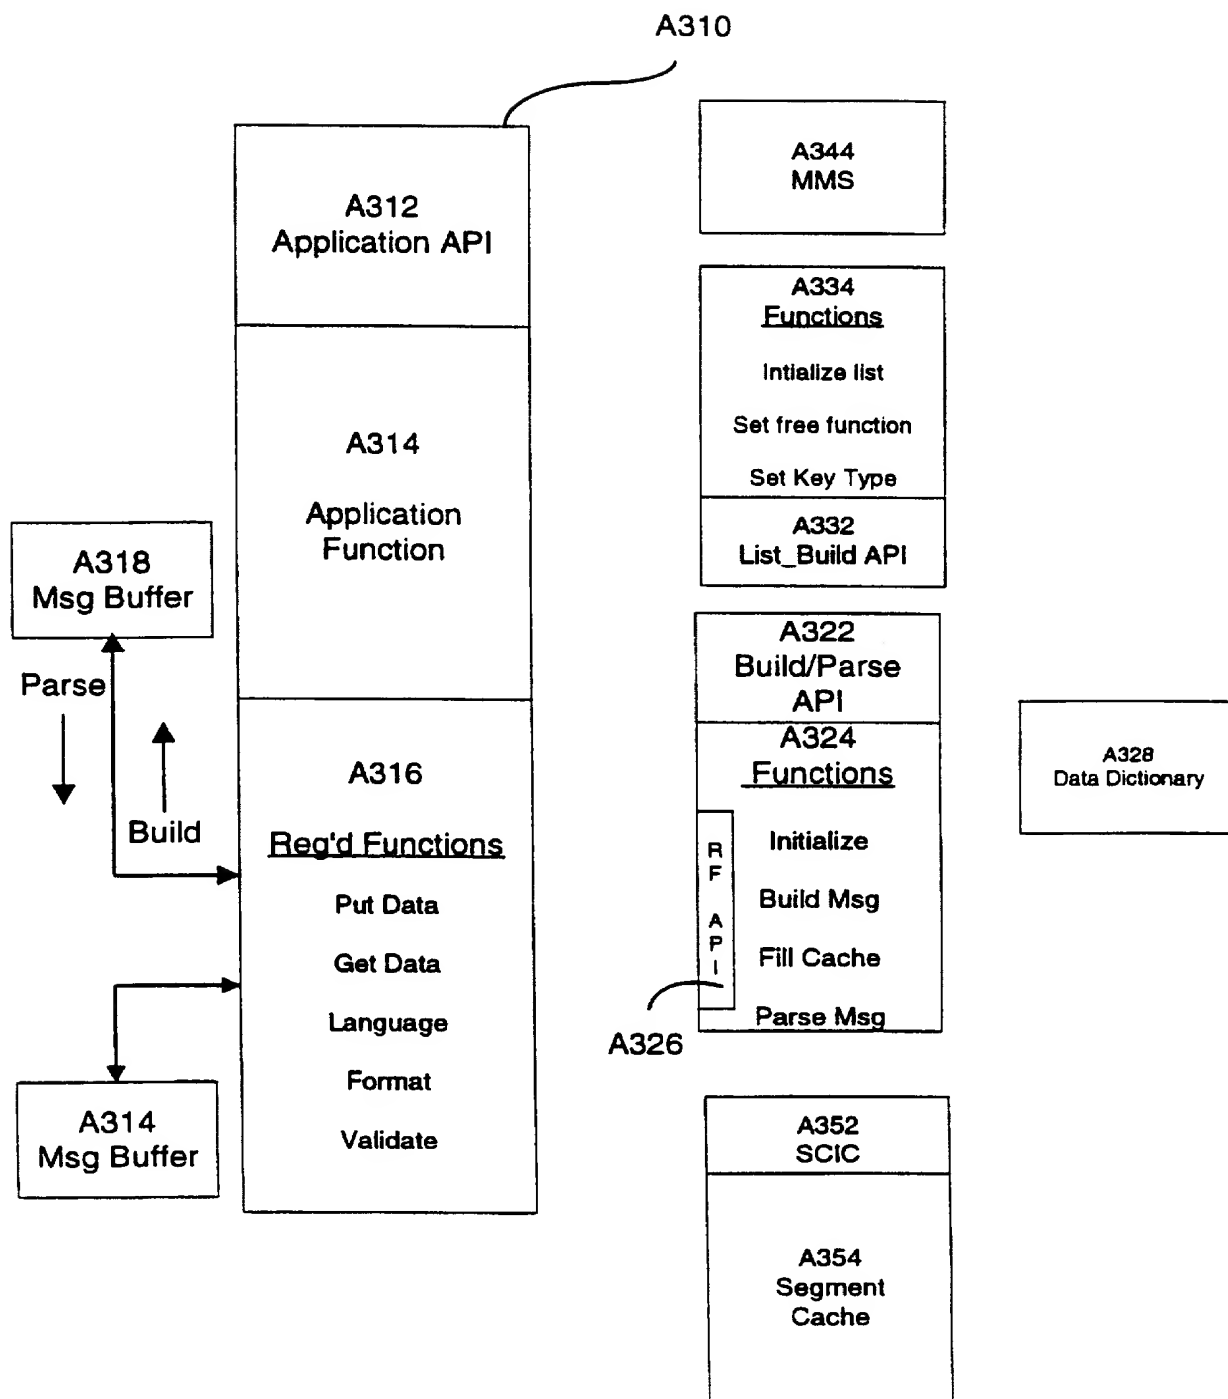 A310
A312
Application API
A314
Application
Function
A318
Msg Buffer
Parse
Build
A316
Reg'd Functions
Put Data
Get Data
Language
Format
Validate
A314
Msg Buffer
A344
MMS
A334
Functions
Intialize list
Set free function
Set Key Type
A332
List_Build API
A322
Build/Parse
API
A324
Functions
Initialize
Build Msg
Fill Cache
Parse Msg
RF API
A326
A328
Data Dictionary
A352
SCIC
A354
Segment
Cache